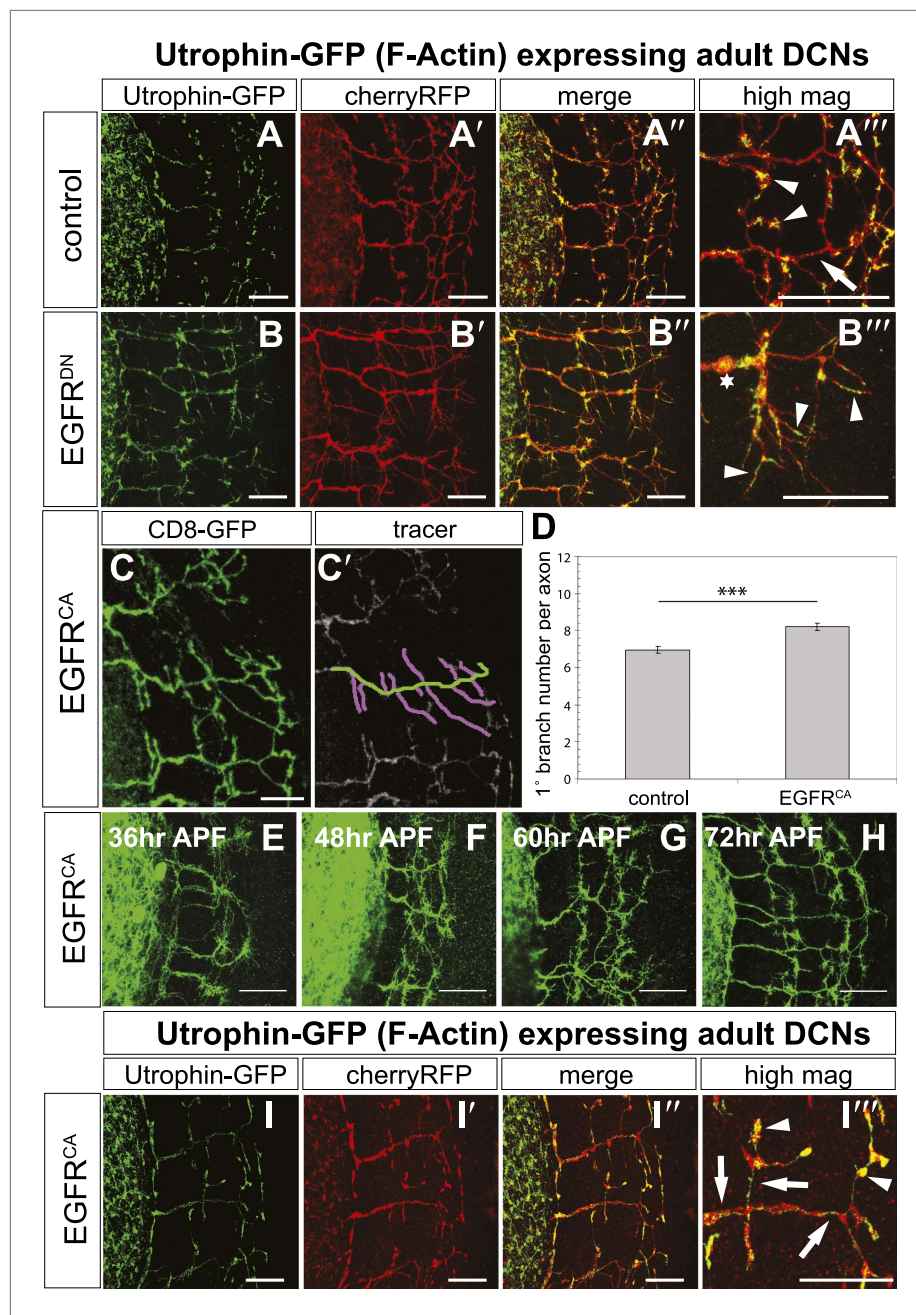 Utrophin-GFP (F-Actin) expressing adult DCNs
Utrophin-GFP cherryRFP merge high mag
control
A A′ A″ A‴
EGFR^DN
B B′ B″ B‴
CD8-GFP tracer
EGFR^CA
C C′
D
1° branch number per axon
12
10
8
6
4
2
0
***
control EGFR^CA
EGFR^CA
36hr APF E 48hr APF F 60hr APF G 72hr APF H
Utrophin-GFP (F-Actin) expressing adult DCNs
Utrophin-GFP cherryRFP merge high mag
EGFR^CA
I I′ I″ I‴